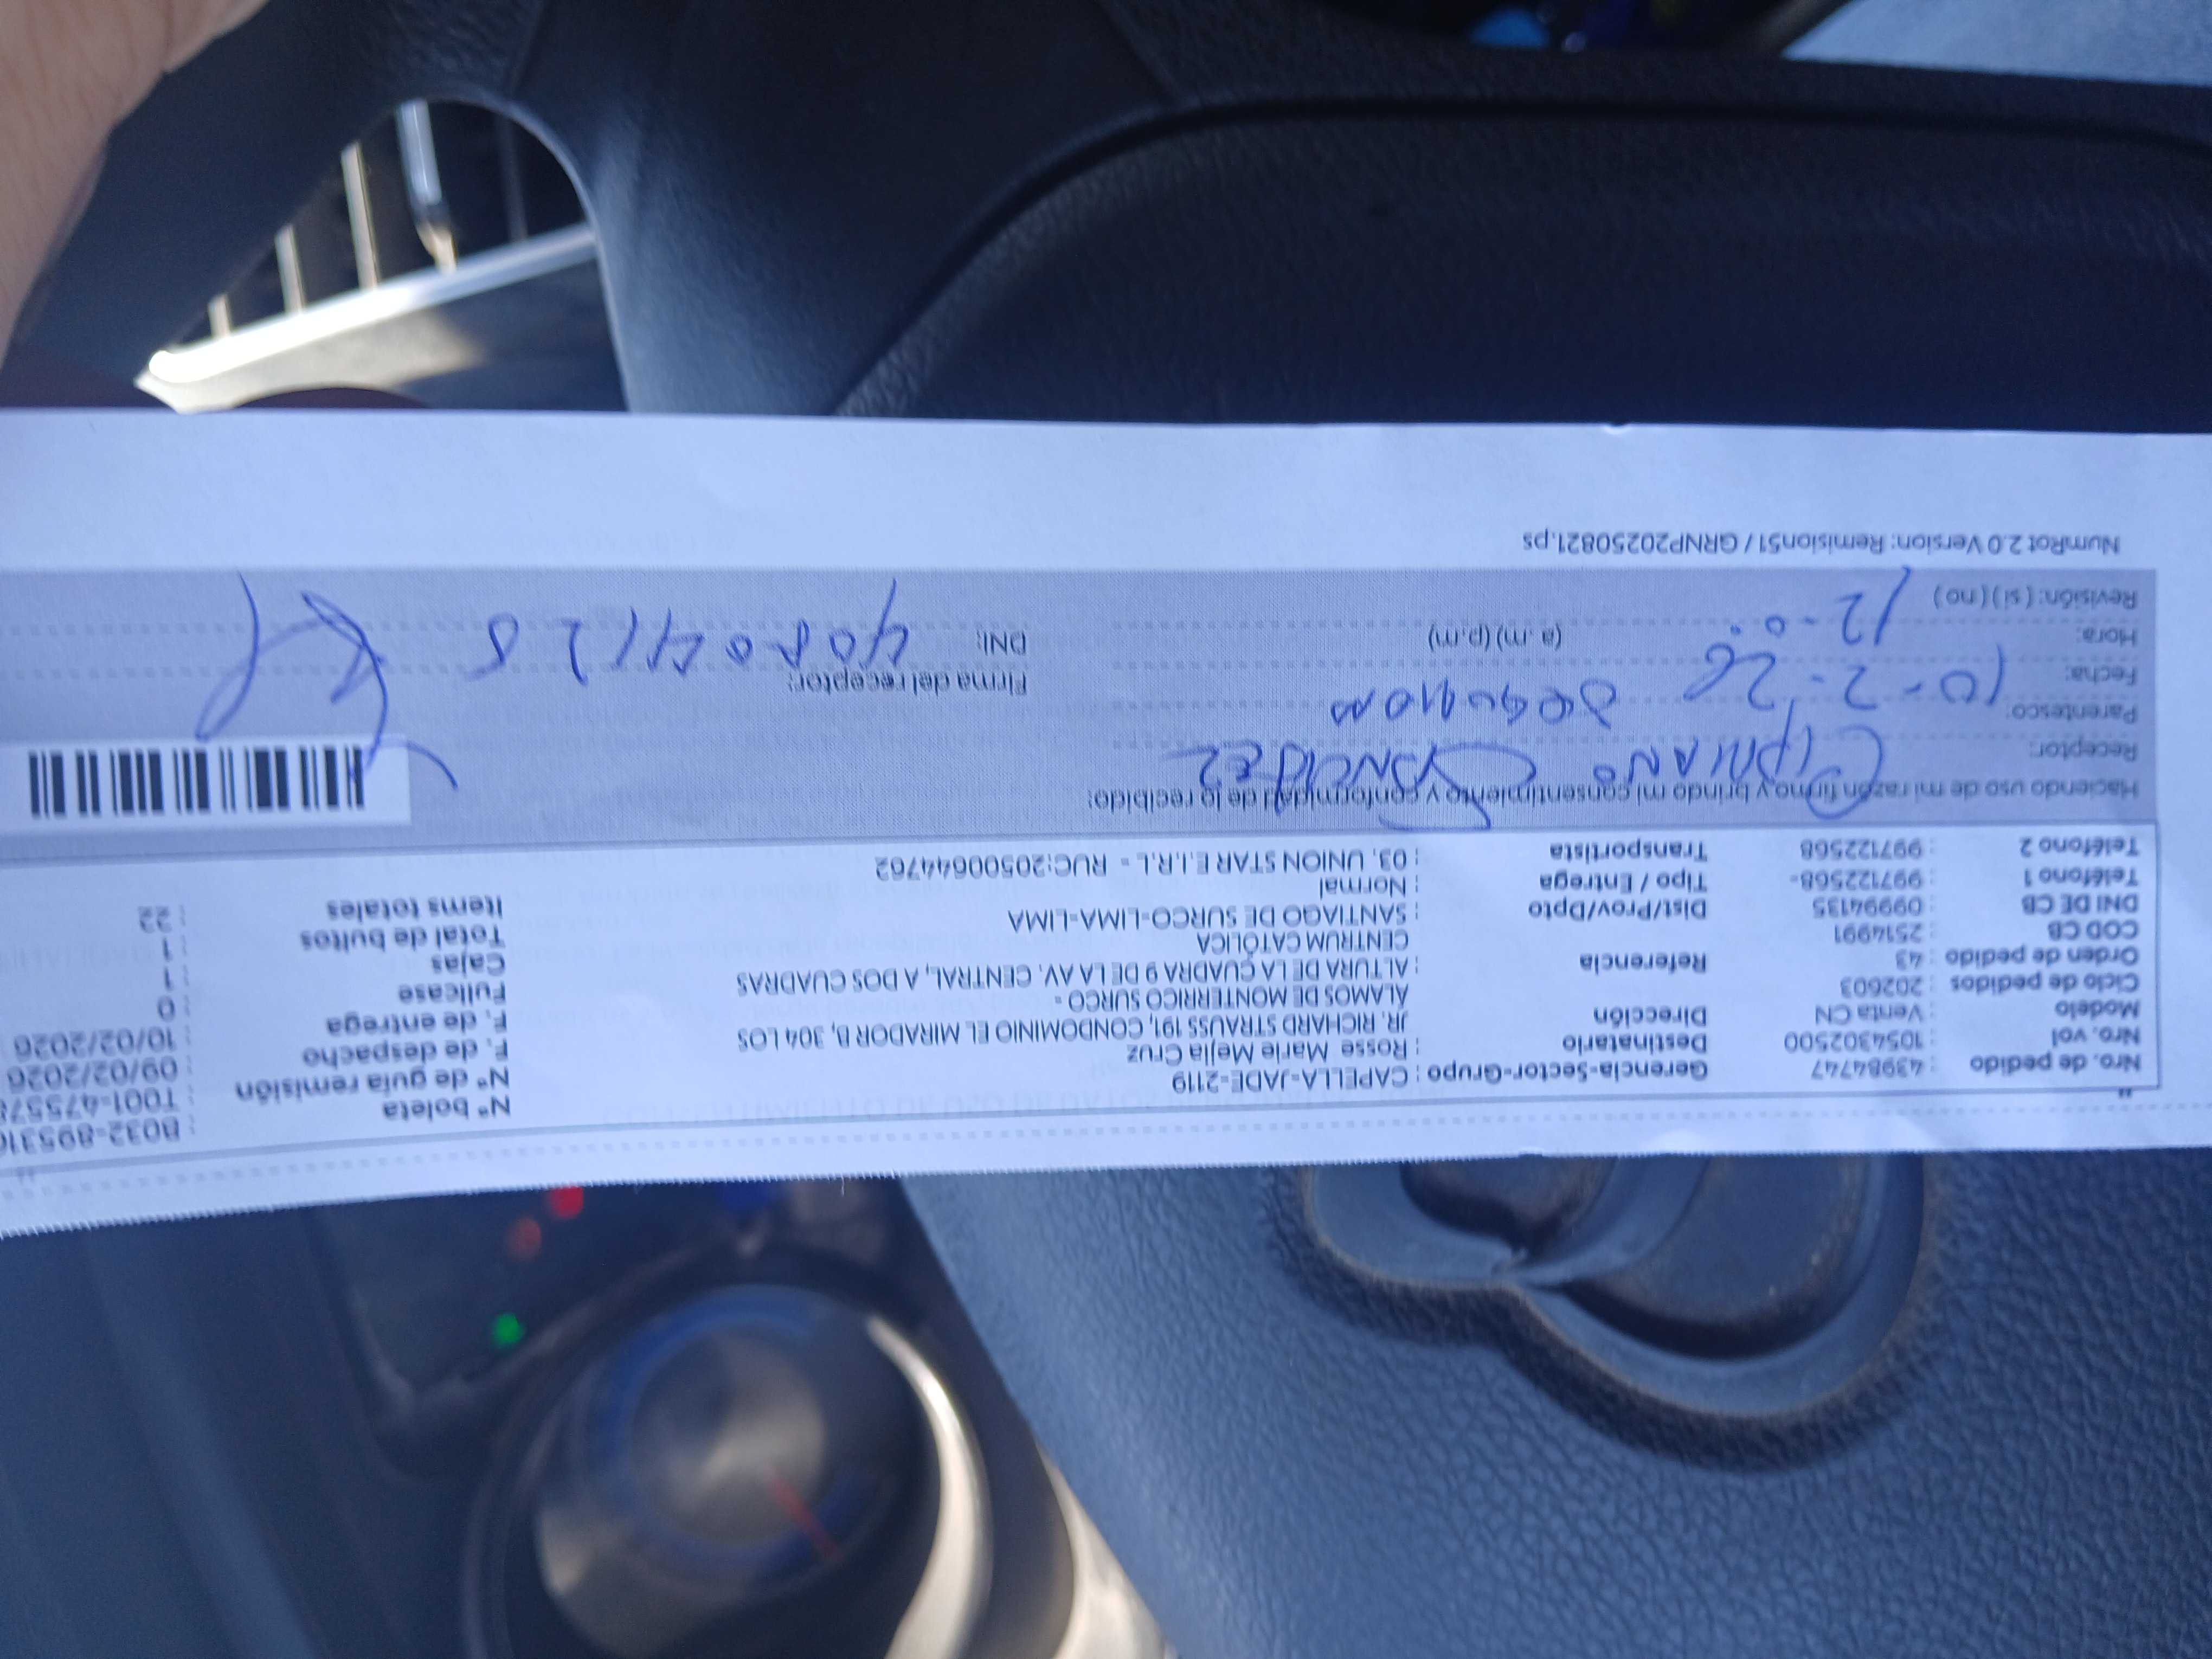 Nro. de pedido : 43984747 Gerencia-Sector-Grupo : CAPELLA-JADE-2119 Nº boleta : B032-895316
Nro. vol : 1054302500 Destinatario : Rosse Marie Mejia Cruz Nº de guía remisión : T001-475578
Modelo : Venta CN Dirección : JR. RICHARD STRAUSS 191, CONDOMINIO EL MIRADOR B, 304 LOS F. de despacho : 09/02/2026
ÁLAMOS DE MONTERRICO SURCO - F. de entrega : 10/02/2026
Ciclo de pedidos : 202603 Fullcase : 0
Orden de pedido : 43 Referencia : ALTURA DE LA CUADRA 9 DE LA AV. CENTRAL, A DOS CUADRAS Cajas : 1
COD CB : 2514991 CENTRUM CATÓLICA Total de bultos : 1
DNI DE CB : 09994135 Dist/Prov/Dpto : SANTIAGO DE SURCO-LIMA-LIMA Items totales : 22
Teléfono 1 : 997122568- Tipo / Entrega : Normal
Teléfono 2 : 997122568 Transportista : 03. UNION STAR E.I.R.L - RUC:20500644762
Haciendo uso de mi razón firmo y brindo mi consentimiento y conformidad de lo recibido:
Receptor: CIPRIANO
Parentesco:
Fecha: 10-2-26 Firma del receptor:
Hora: 12-0. (a.m) (p.m) DNI:
Revisión: ( si ) ( no )
NumRot 2.0 Version: Remision51 / GRNP20250821.ps